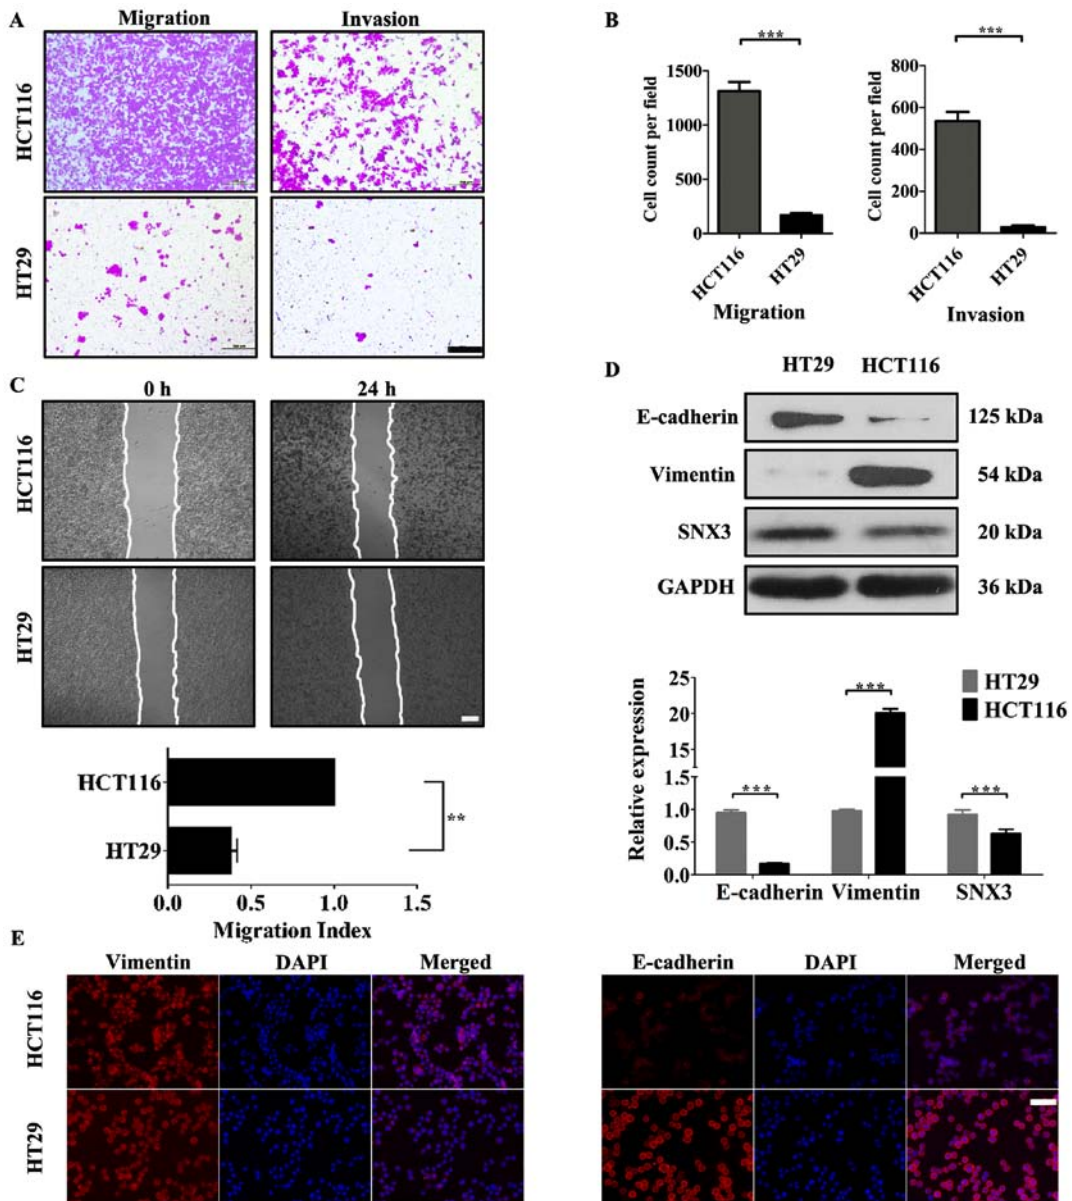 A
Migration
Invasion
HCT116
HT29
B
***
***
Cell count per field
1500
1000
500
0
HCT116
HT29
Migration
Cell count per field
800
600
400
200
0
HCT116
HT29
Invasion
C
0 h
24 h
HCT116
HT29
HCT116
HT29
**
0.0
0.5
1.0
1.5
Migration Index
D
HT29
HCT116
E-cadherin
125 kDa
Vimentin
54 kDa
SNX3
20 kDa
GAPDH
36 kDa
Relative expression
25
20
15
1.0
0.5
0.0
***
***
***
HT29
HCT116
E-cadherin
Vimentin
SNX3
E
Vimentin
DAPI
Merged
HCT116
HT29
E-cadherin
DAPI
Merged